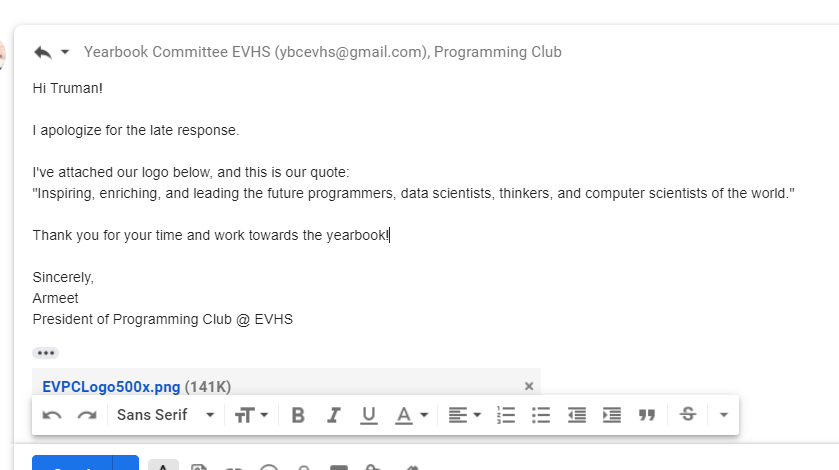 Yearbook Committee EVHS (ybcevhs@gmail.com), Programming Club
Hi Truman!
I apologize for the late response.
I've attached our logo below, and this is our quote:
"Inspiring, enriching, and leading the future programmers, data scientists, thinkers, and computer scientists of the world."
Thank you for your time and work towards the yearbook!
Sincerely,
Armeet
President of Programming Club @ EVHS
EVPCLogo500x.png (141K)
Sans Serif